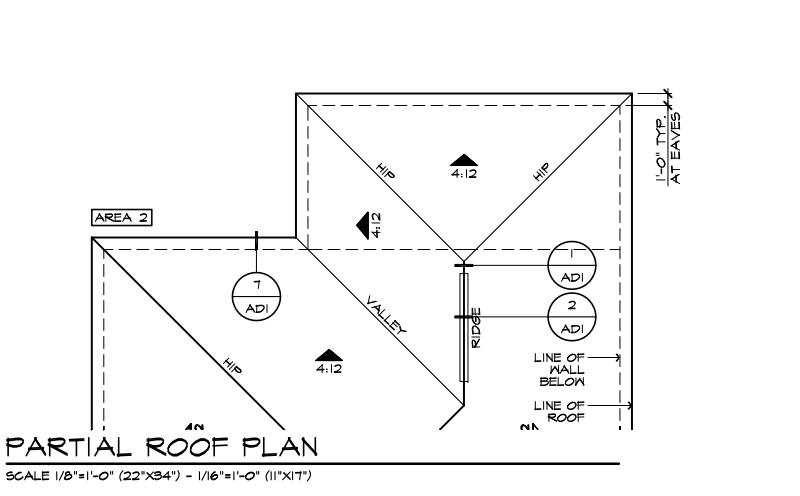 1'-0" TYP.
AT EAVES
HIP
4:12
HIP
AREA 2
4:12
1
AD1
7
AD1
2
AD1
VALLEY
RIDGE
HIP
4:12
LINE OF
WALL
BELOW
LINE OF
ROOF
PARTIAL ROOF PLAN
SCALE 1/8"=1'-0" (22"X34") - 1/16"=1'-0" (11"X17")